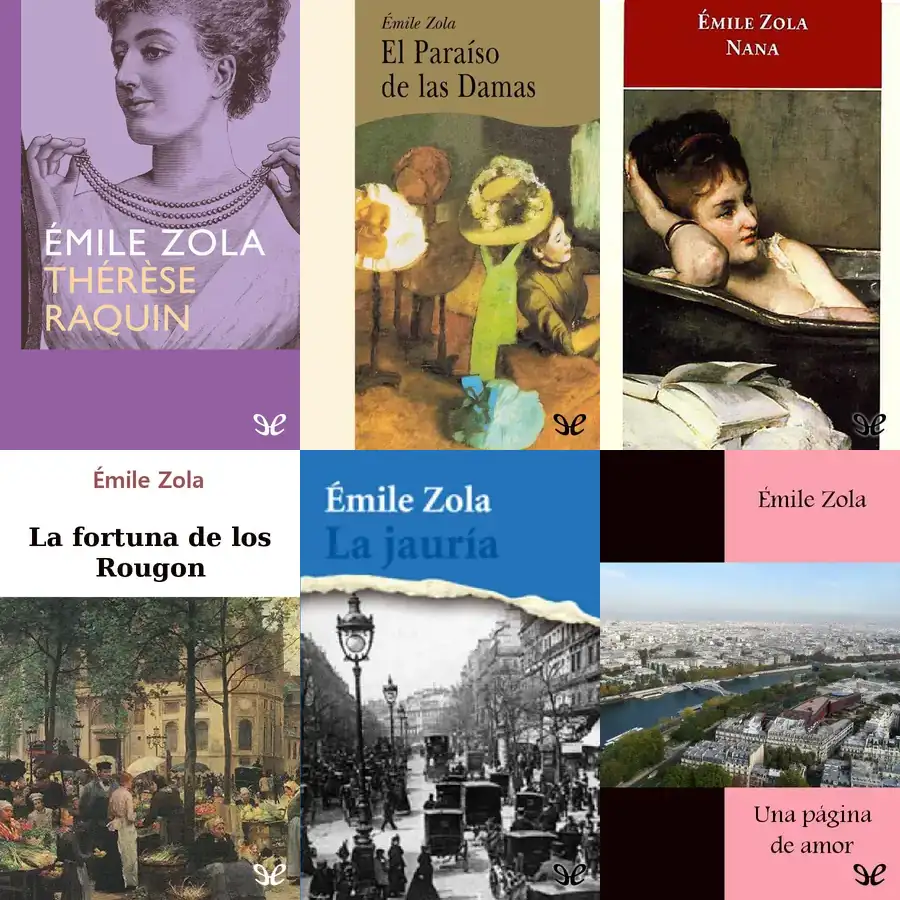 ÉMILE ZOLA
THÉRÈSE
RAQUIN
Émile Zola
El Paraíso
de las Damas
ÉMILE ZOLA
NANA
Émile Zola
La fortuna de los
Rougon
Émile Zola
La jauría
Émile Zola
Una página
de amor